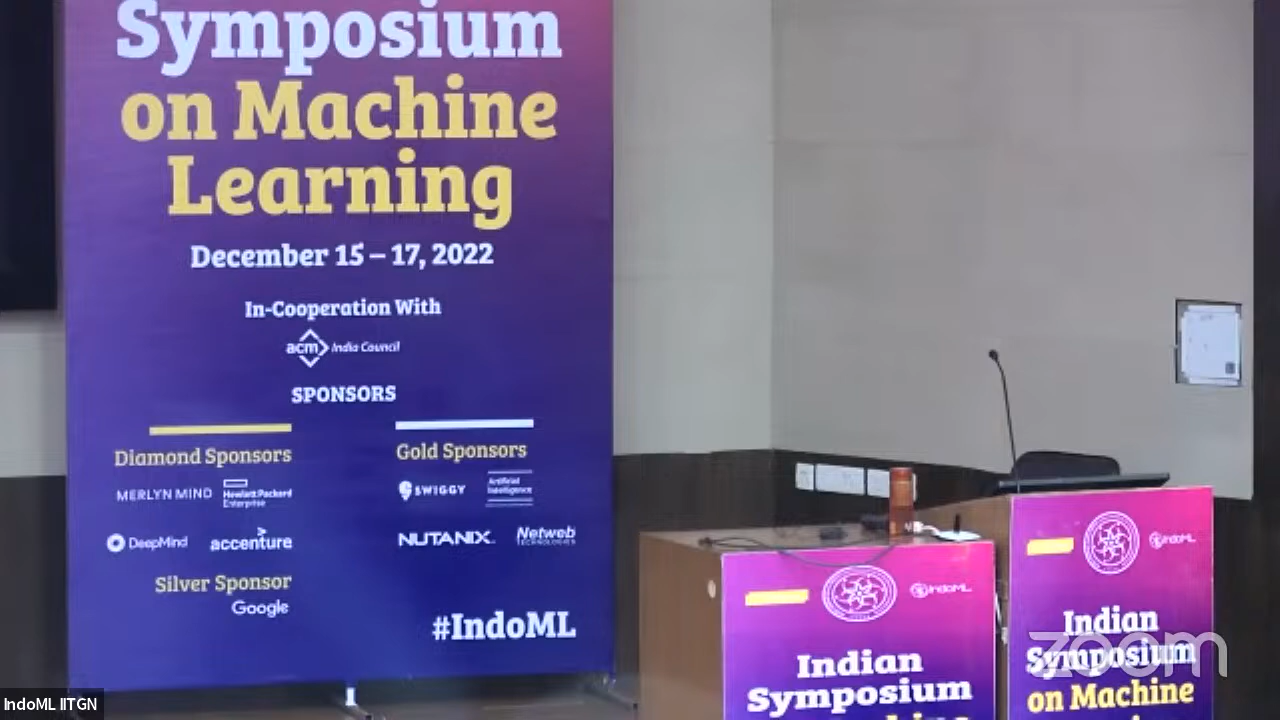 Symposium
on Machine
Learning
December 15 – 17, 2022
In-Cooperation With
acm India Council
SPONSORS
Diamond Sponsors
MERLYN MIND
Hewlett Packard
Enterprise
DeepMind
accenture
Silver Sponsor
Google
Gold Sponsors
SWIGGY
Artificial
Intelligence
NUTANIX
Netweb
TECHNOLOGIES
#IndoML
IndoML
Indian
Symposium
IndoML
Indian
Symposium
on Machine
zoom
IndoML IITGN